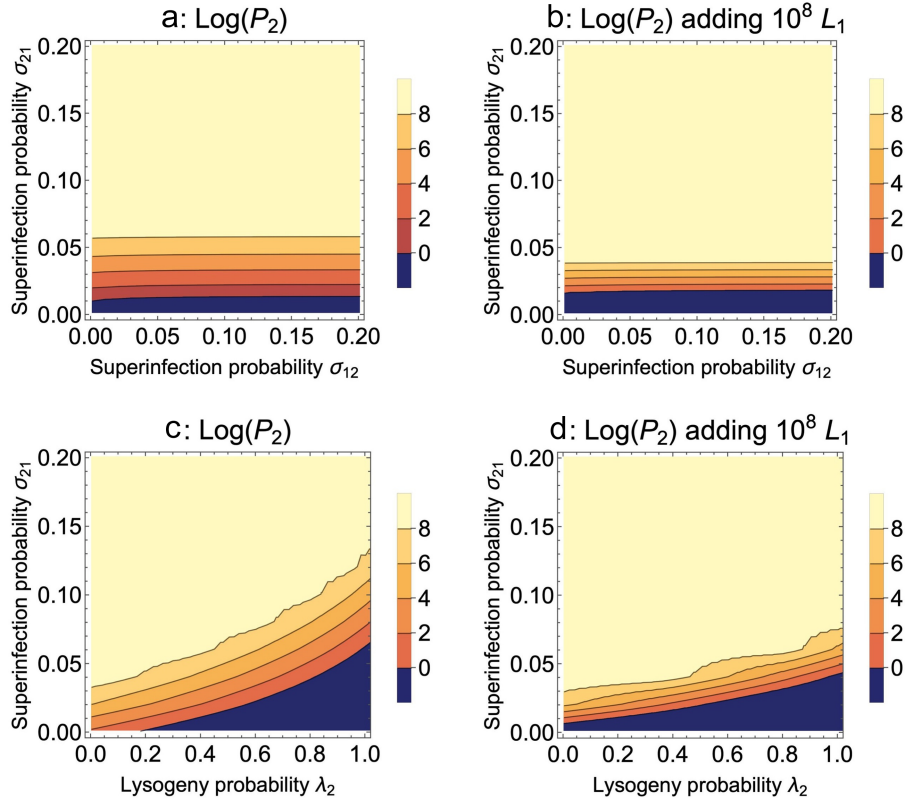 a: Log(P₂)
Superinfection probability σ₂₁
0.20
0.15
0.10
0.05
0.00
0.00 0.05 0.10 0.15 0.20
Superinfection probability σ₁₂
8
6
4
2
0
b: Log(P₂) adding 10⁸ L₁
Superinfection probability σ₂₁
0.20
0.15
0.10
0.05
0.00
0.00 0.05 0.10 0.15 0.20
Superinfection probability σ₁₂
8
6
4
2
0
c: Log(P₂)
Superinfection probability σ₂₁
0.20
0.15
0.10
0.05
0.00
0.0 0.2 0.4 0.6 0.8 1.0
Lysogeny probability λ₂
8
6
4
2
0
d: Log(P₂) adding 10⁸ L₁
Superinfection probability σ₂₁
0.20
0.15
0.10
0.05
0.00
0.0 0.2 0.4 0.6 0.8 1.0
Lysogeny probability λ₂
8
6
4
2
0